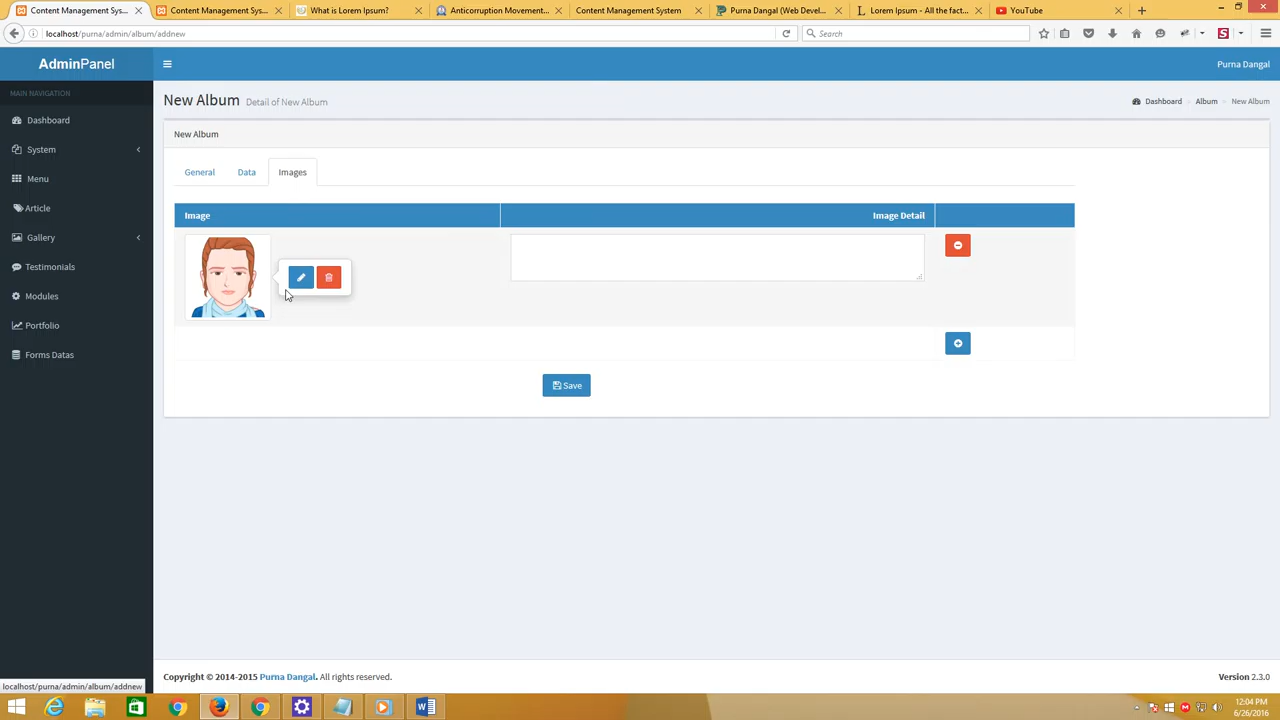 Content Management Sys...
Content Management Sys...
What is Lorem Ipsum?
Anticorruption Movement...
Content Management System
Purna Dangal (Web Devel...
Lorem Ipsum - All the fact...
YouTube
localhost/purna/admin/album/addnew
Search
AdminPanel
Purna Dangal
MAIN NAVIGATION
New Album Detail of New Album
Dashboard Album New Album
Dashboard
New Album
System
General Data Images
Menu
Article
Image Image Detail
Gallery
Testimonials
Modules
Portfolio
Forms Datas
Save
Copyright © 2014-2015 Purna Dangal. All rights reserved.
Version 2.3.0
localhost/purna/admin/album/addnew
12:04 PM
6/26/2016